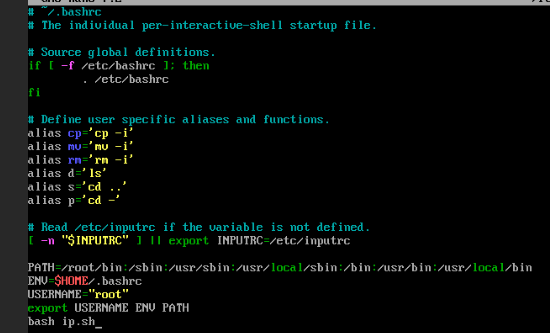 # ~/.bashrc
# The individual per-interactive-shell startup file.
# Source global definitions.
if [ -f /etc/bashrc ]; then
. /etc/bashrc
fi
# Define user specific aliases and functions.
alias cp='cp -i'
alias mv='mv -i'
alias rm='rm -i'
alias d='ls'
alias s='cd ..'
alias p='cd -'
# Read /etc/inputrc if the variable is not defined.
[ -n "$INPUTRC" ] || export INPUTRC=/etc/inputrc
PATH=/root/bin:/sbin:/usr/sbin:/usr/local/sbin:/bin:/usr/bin:/usr/local/bin
ENV=$HOME/.bashrc
USERNAME="root"
export USERNAME ENV PATH
bash ip.sh_